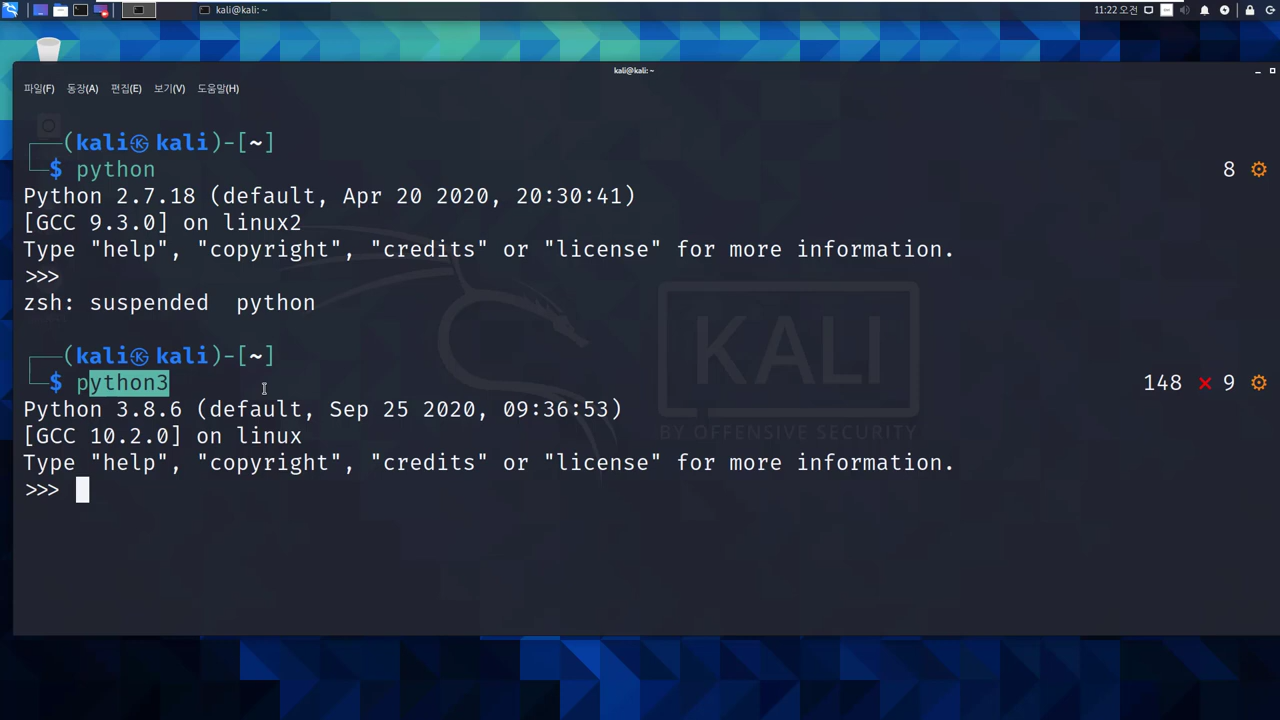 kali@kali: ~
11:22 오전
kali@kali: ~
파일(F) 동장(A) 편집(E) 보기(V) 도움말(H)
┌──(kali㉿kali)-[~]
└─$ python 8 ⚙
Python 2.7.18 (default, Apr 20 2020, 20:30:41)
[GCC 9.3.0] on linux2
Type "help", "copyright", "credits" or "license" for more information.
>>>
zsh: suspended  python
┌──(kali㉿kali)-[~]
└─$ python3 148 ⨯ 9 ⚙
Python 3.8.6 (default, Sep 25 2020, 09:36:53)
[GCC 10.2.0] on linux
Type "help", "copyright", "credits" or "license" for more information.
>>>
KALI
BY OFFENSIVE SECURITY